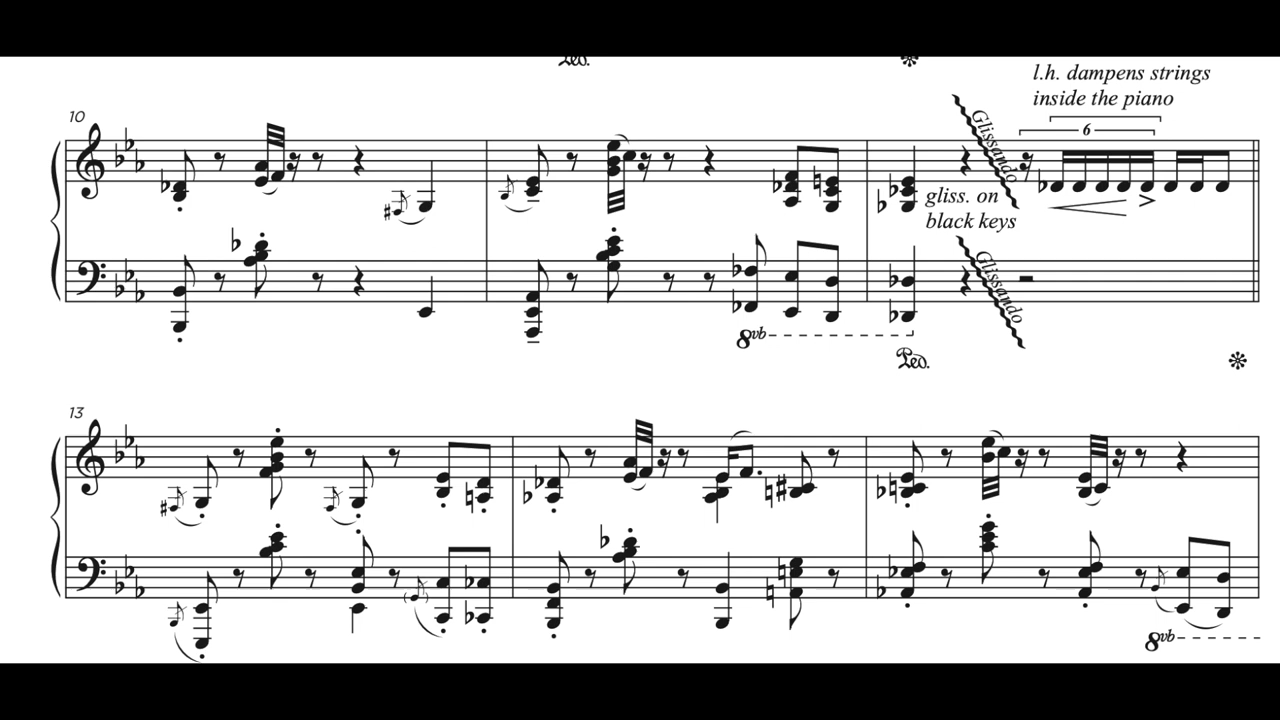 Ped.
l.h. dampens strings
inside the piano
10
6
Glissando
gliss. on
black keys
Glissando
8vb
Ped.
13
8vb